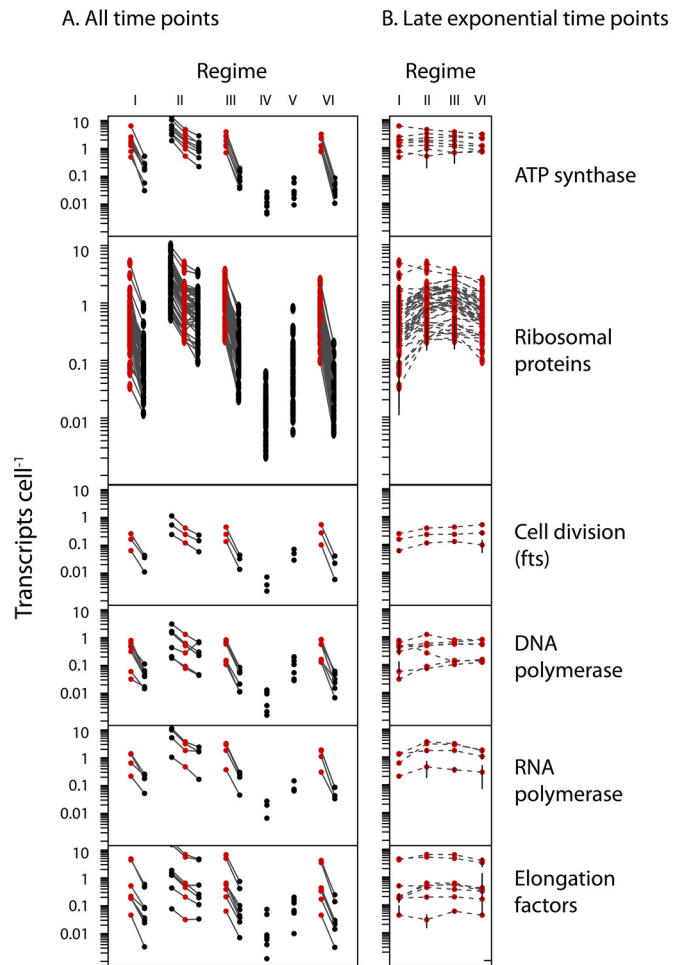 A. All time points
B. Late exponential time points
Regime
Regime
I II III IV V VI
I II III VI
10
1
0.1
0.01
ATP synthase
10
1
0.1
0.01
Ribosomal
proteins
10
1
0.1
0.01
Cell division
(fts)
10
1
0.1
0.01
DNA
polymerase
10
1
0.1
0.01
RNA
polymerase
10
1
0.1
0.01
Elongation
factors
Transcripts cell⁻¹